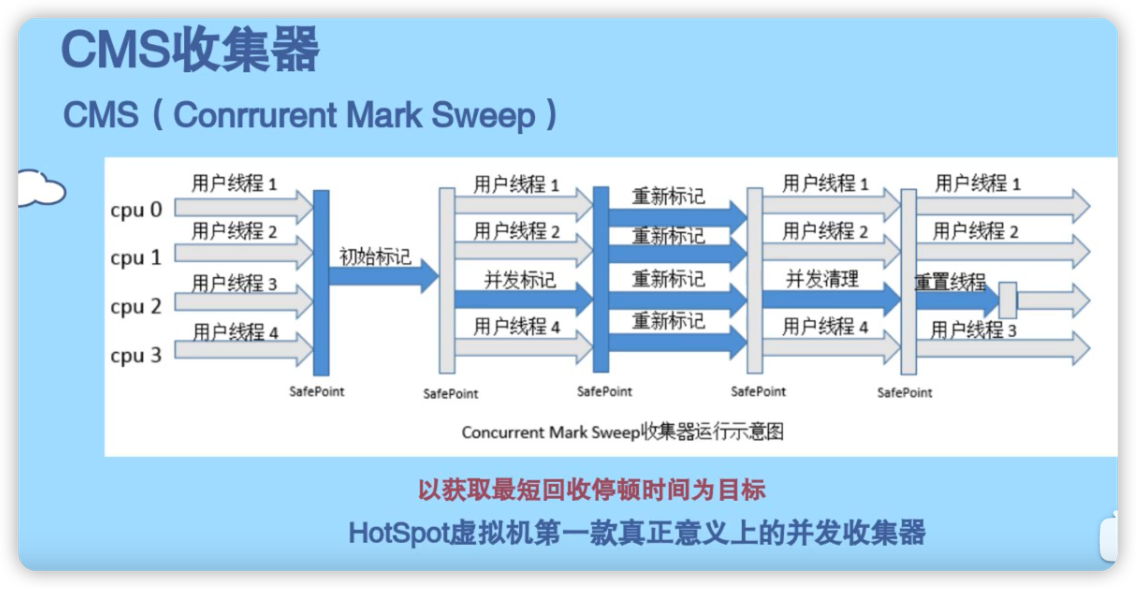 CMS收集器
CMS（Conrrurent Mark Sweep）
用户线程 1 用户线程 1 重新标记 用户线程 1 用户线程 1
cpu 0
用户线程 2 用户线程 2 重新标记 用户线程 2 用户线程 2
cpu 1 初始标记
用户线程 3 并发标记 重新标记 并发清理 重置线程
cpu 2
用户线程 4 用户线程 4 重新标记 用户线程 4 用户线程 3
cpu 3
SafePoint SafePoint SafePoint SafePoint SafePoint
Concurrent Mark Sweep收集器运行示意图
以获取最短回收停顿时间为目标
HotSpot虚拟机第一款真正意义上的并发收集器